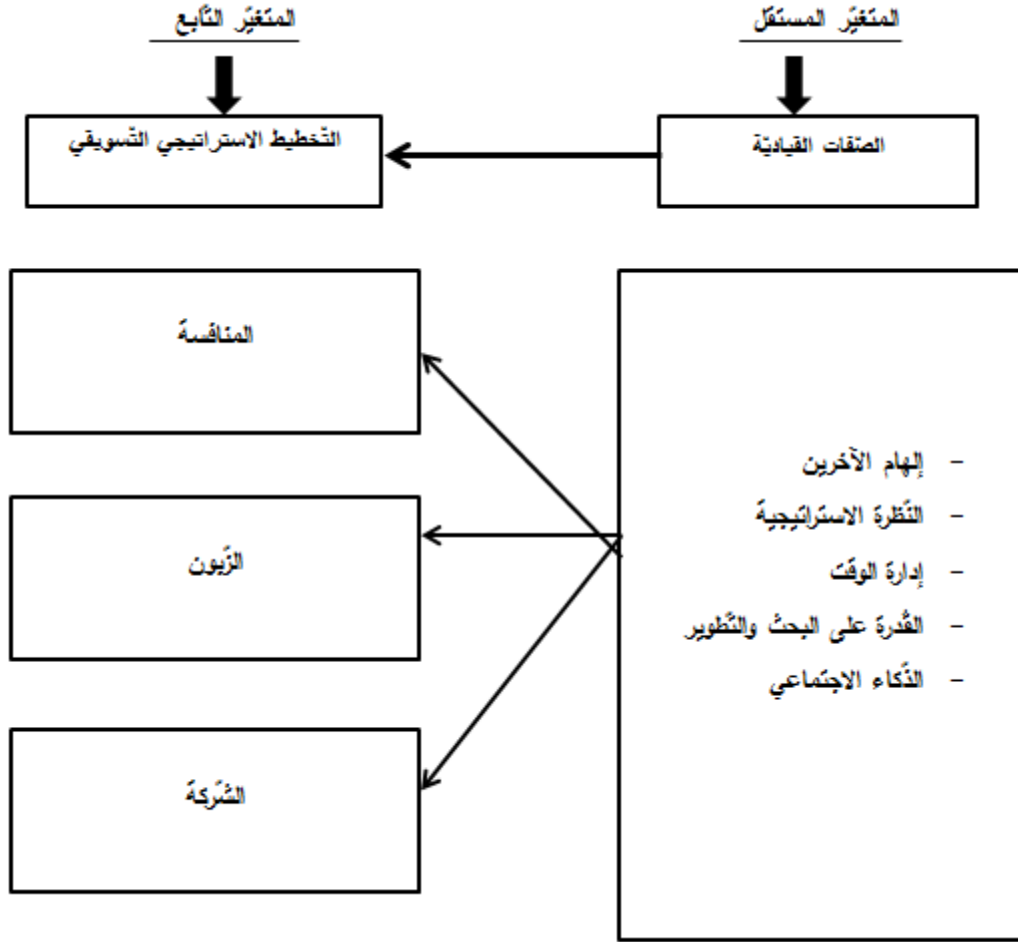 المتغيّر المستقل
المتغيّر التّابع
الصّفات القياديّة
التّخطيط الاستراتيجي التّسويقي
- إلهام الآخرين
- النّظرة الاستراتيجية
- إدارة الوقت
- القُدرة على البحث والتّطوير
- الذّكاء الاجتماعي
المنافسة
الزّبون
الشّركة